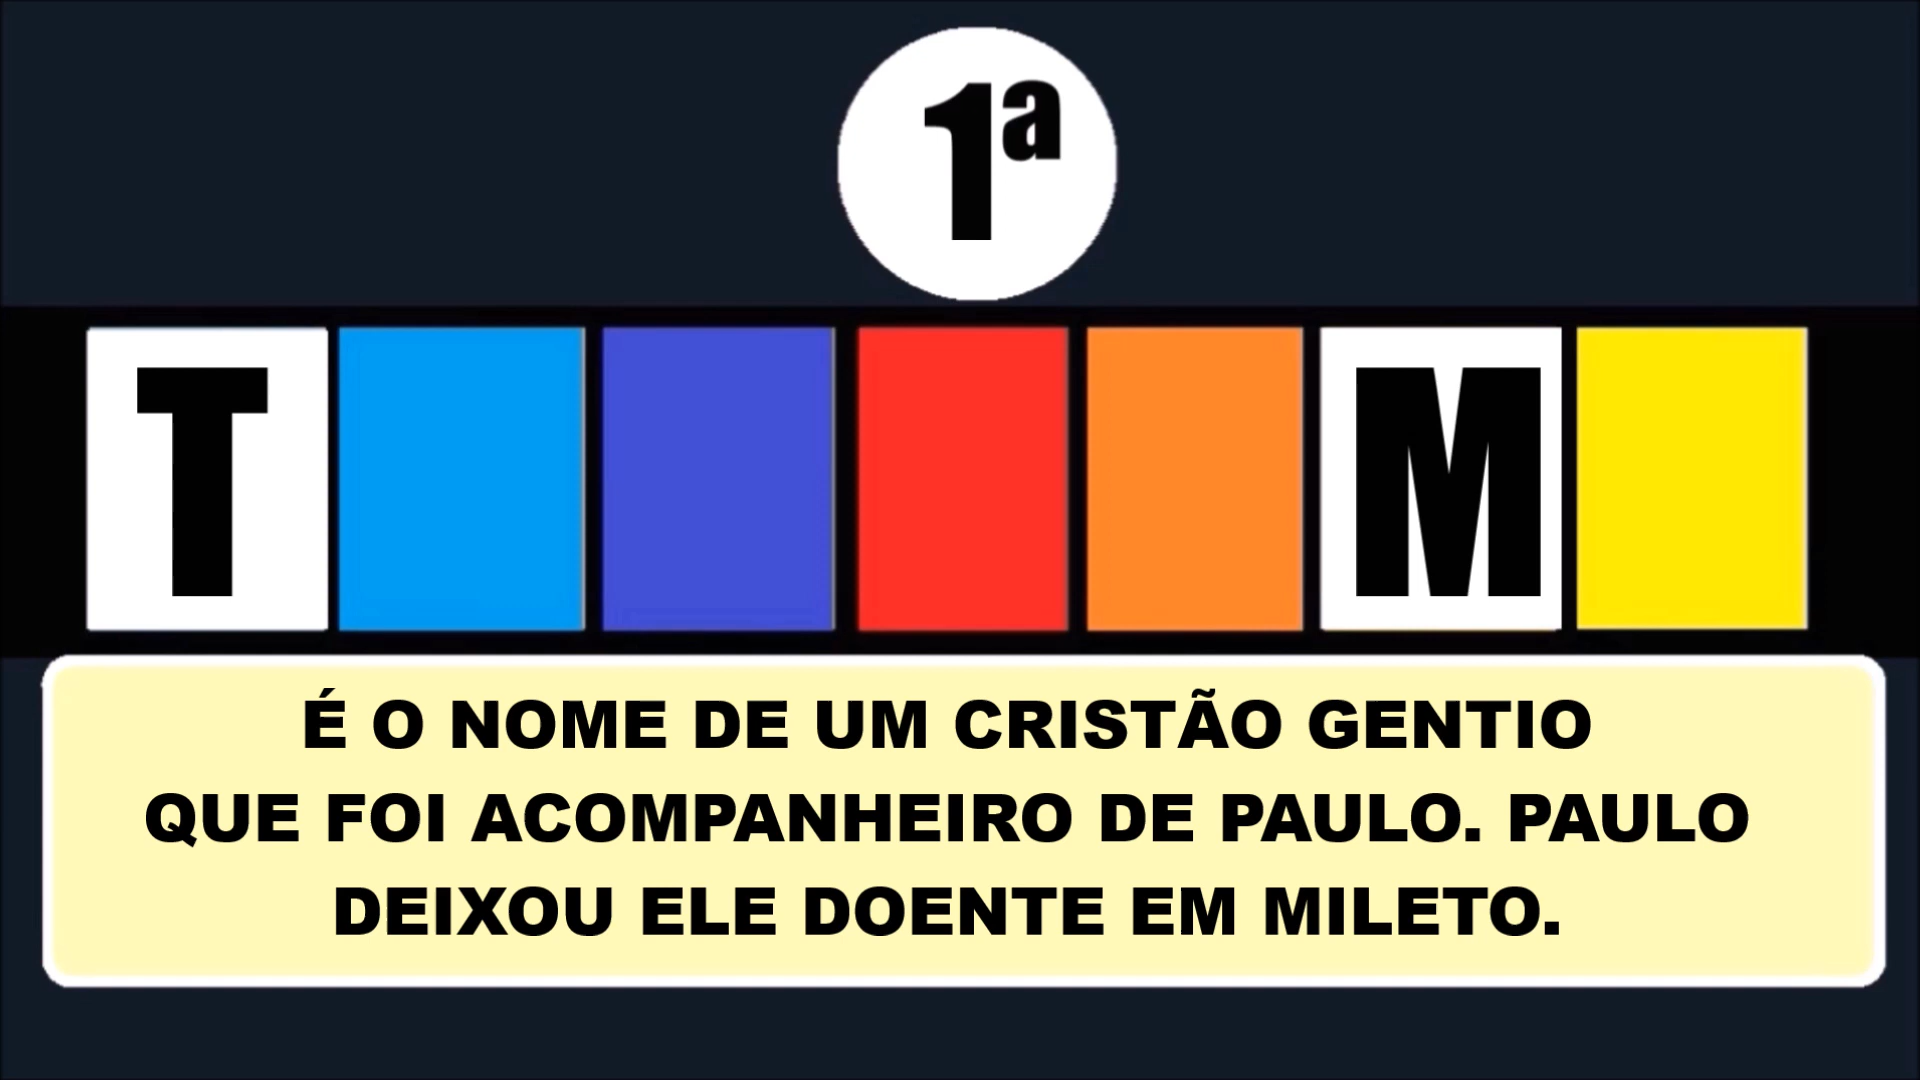 1ª
T M
É O NOME DE UM CRISTÃO GENTIO
QUE FOI ACOMPANHEIRO DE PAULO. PAULO
DEIXOU ELE DOENTE EM MILETO.